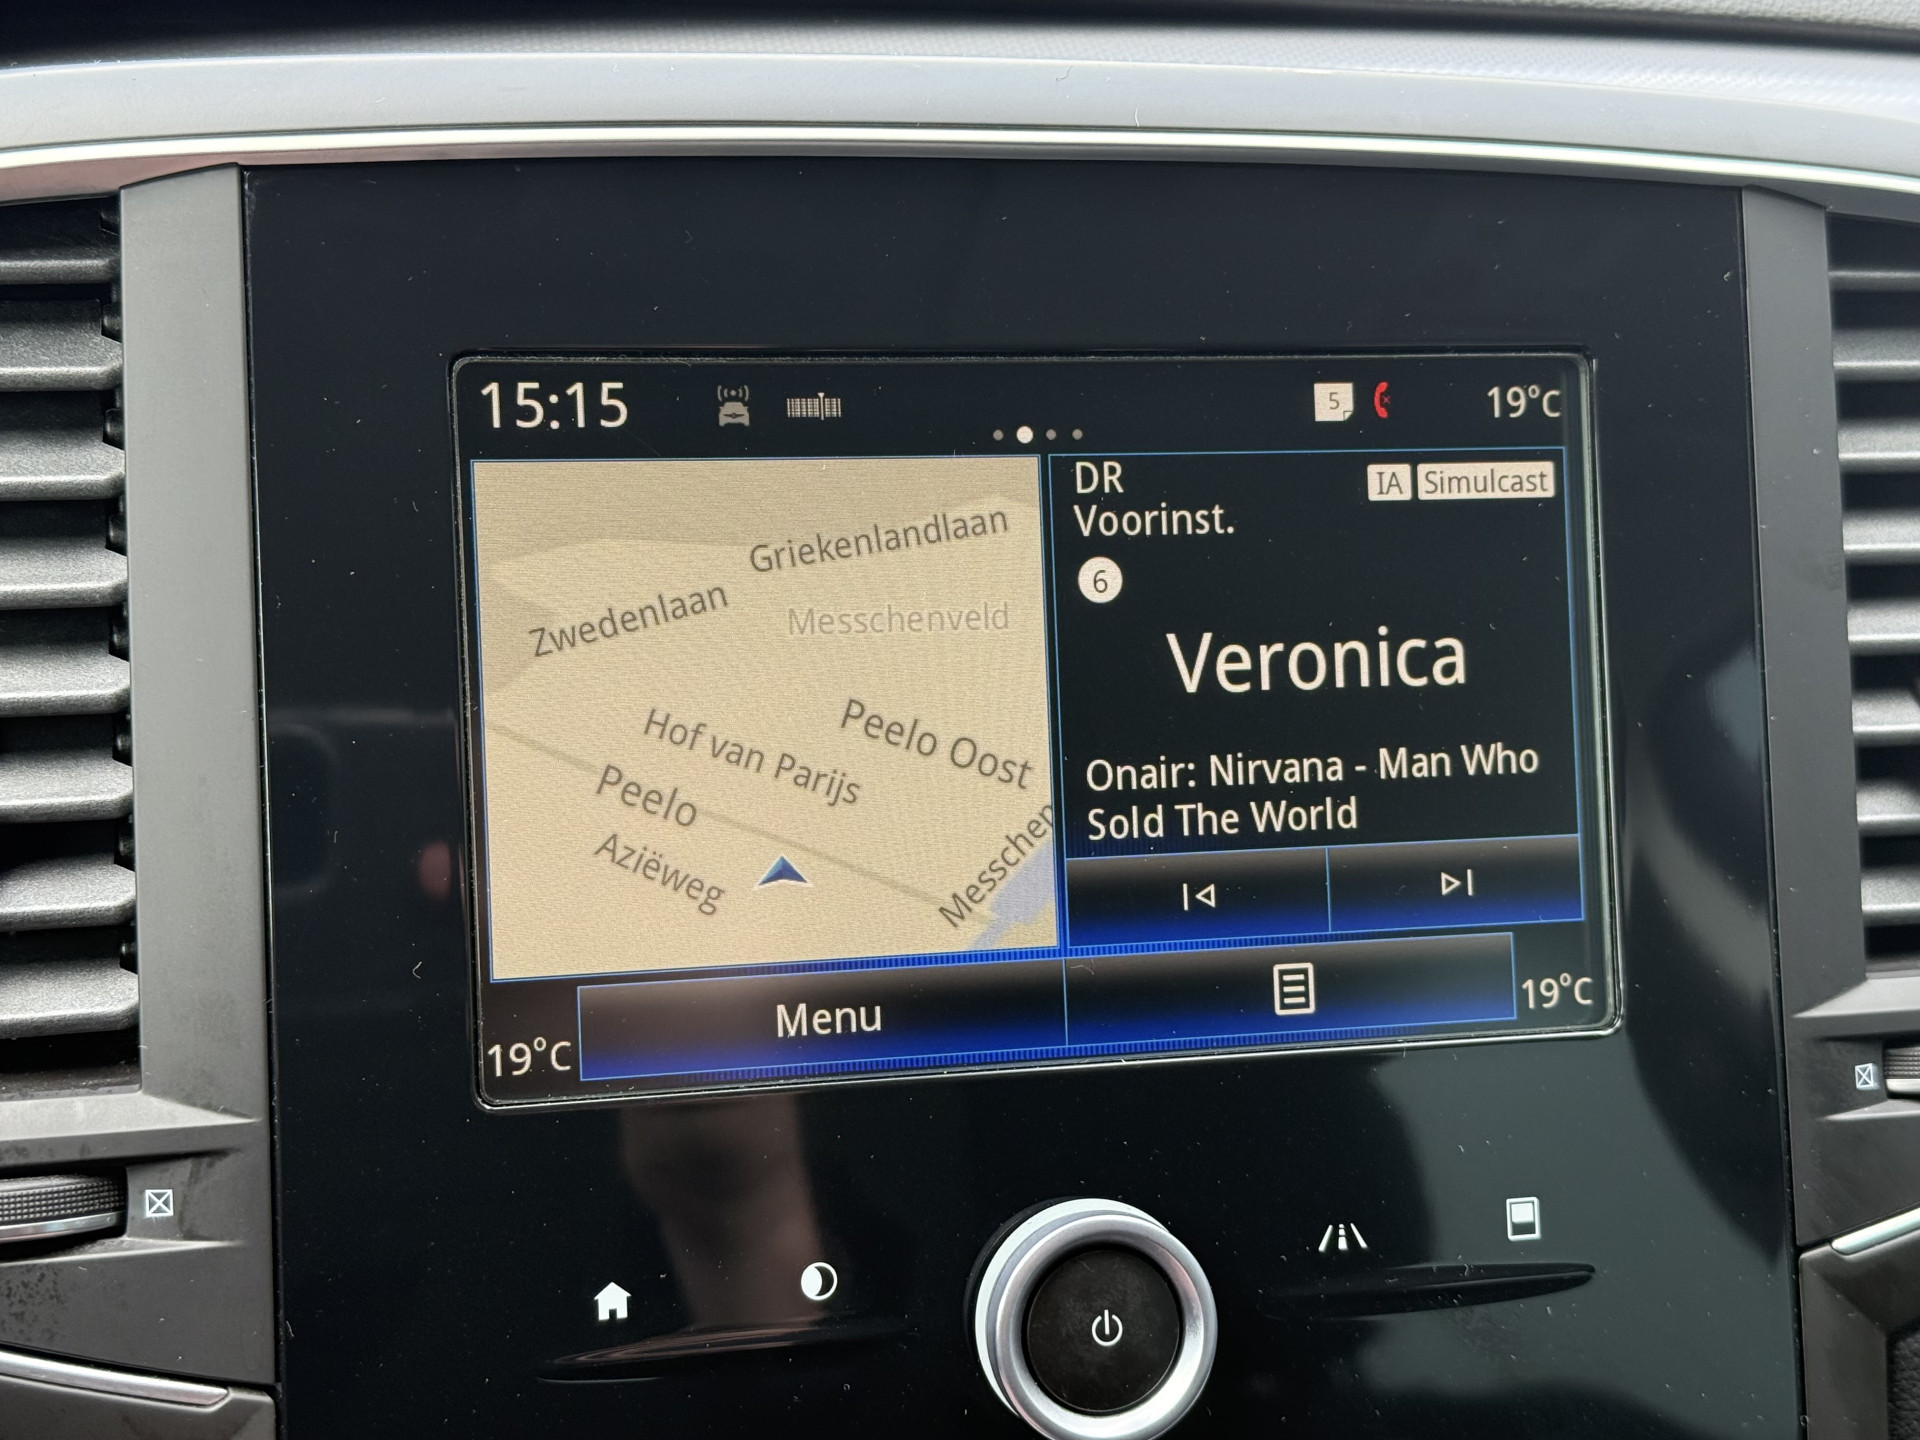 15:15
5
19°C
DR
IA Simulcast
Voorinst.
6
Veronica
Onair: Nirvana - Man Who
Sold The World
Griekenlandlaan
Zwedenlaan
Messchenveld
Peelo Oost
Hof van Parijs
Peelo
Aziëweg
Messchen
Menu
19°C
19°C